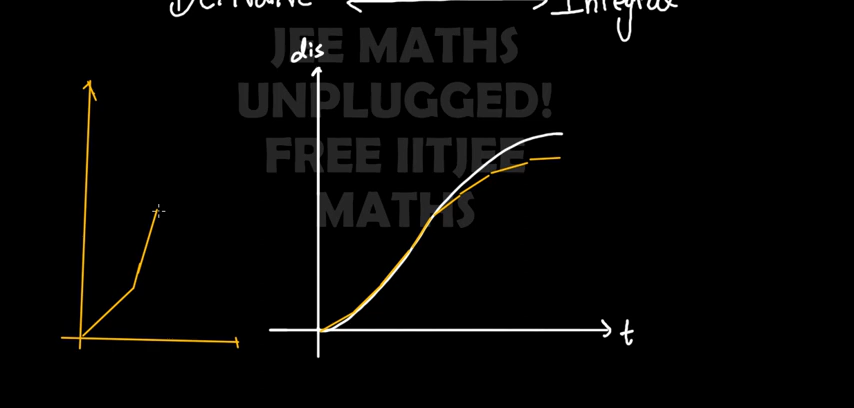 Derivative Integral
dis
JEE MATHS
UNPLUGGED!
FREE IITJEE
MATHS
t